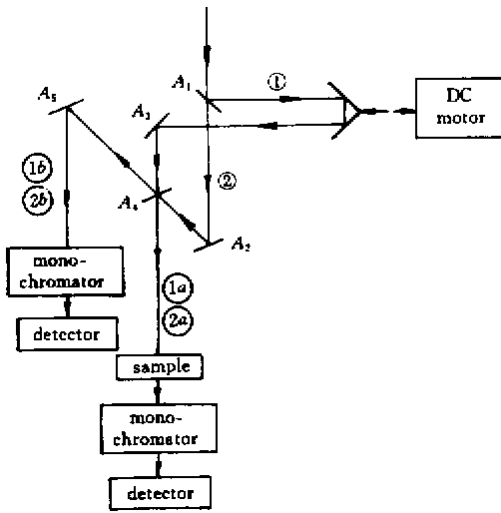 A₁
①
DC
motor
A₅
A₃
1b
2b
②
A₄
A₂
mono-
chromator
detector
1a
2a
sample
mono-
chromator
detector